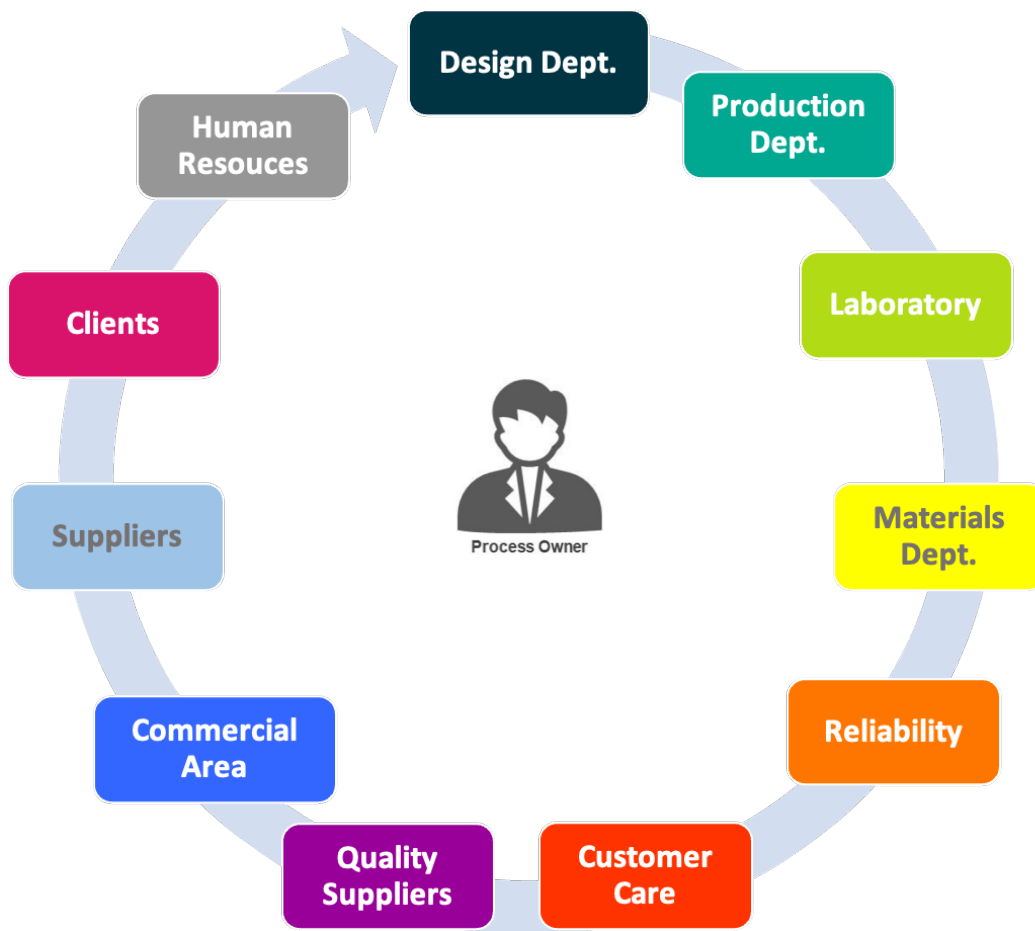 Design Dept.
Production
Dept.
Laboratory
Materials
Dept.
Reliability
Customer
Care
Quality
Suppliers
Commercial
Area
Suppliers
Clients
Human
Resouces
Process Owner